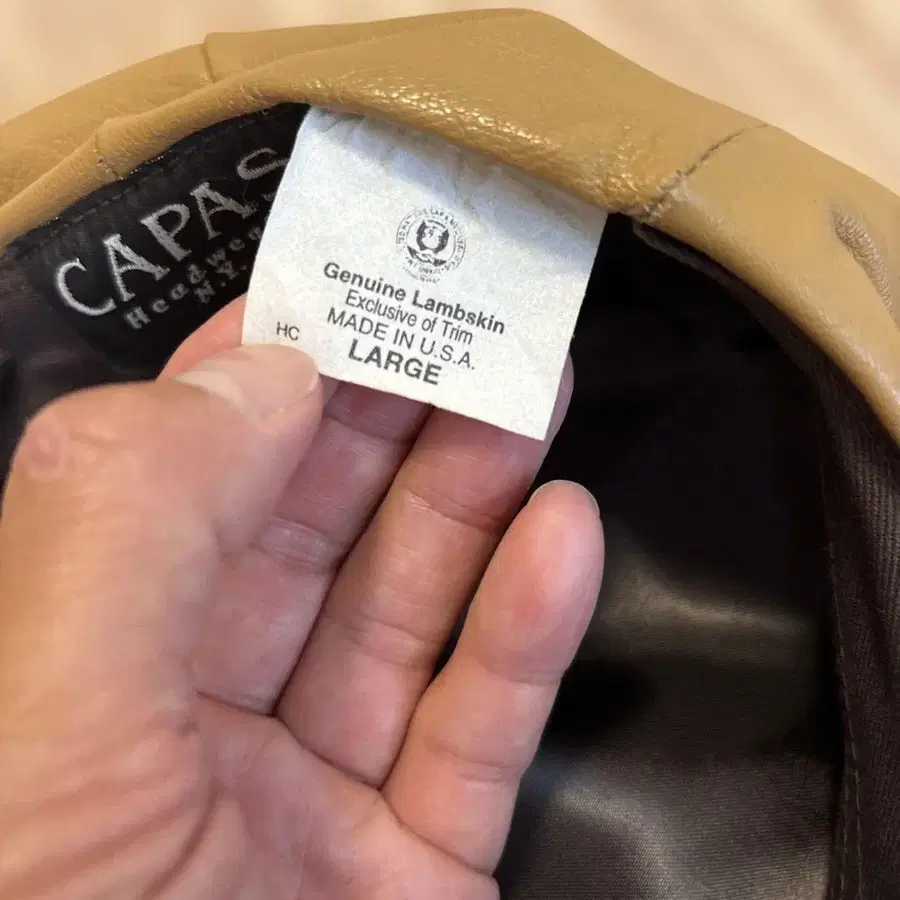 CAPAS
Headwear
N.Y.
Genuine Lambskin
Exclusive of Trim
MADE IN U.S.A.
HC
LARGE